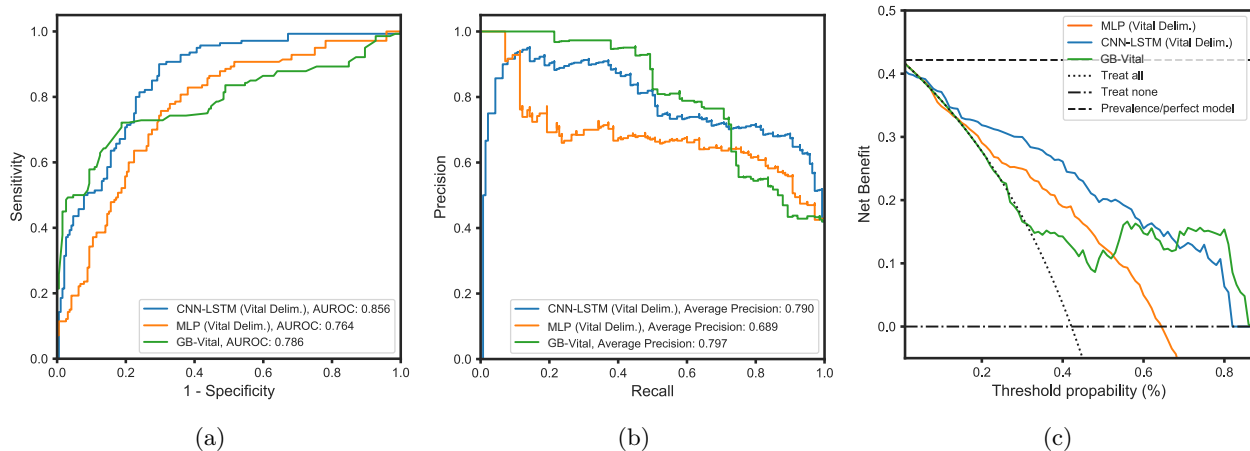 1.0
0.8
0.6
0.4
0.2
0.0
Sensitivity
0.0 0.2 0.4 0.6 0.8 1.0
1 - Specificity
CNN-LSTM (Vital Delim.), AUROC: 0.856
MLP (Vital Delim.), AUROC: 0.764
GB-Vital, AUROC: 0.786
(a)
1.0
0.8
0.6
0.4
0.2
0.0
Precision
0.0 0.2 0.4 0.6 0.8 1.0
Recall
CNN-LSTM (Vital Delim.), Average Precision: 0.790
MLP (Vital Delim.), Average Precision: 0.689
GB-Vital, Average Precision: 0.797
(b)
0.5
0.4
0.3
0.2
0.1
0.0
Net Benefit
0.2 0.4 0.6 0.8
Threshold propability (%)
MLP (Vital Delim.)
CNN-LSTM (Vital Delim.)
GB-Vital
Treat all
Treat none
Prevalence/perfect model
(c)